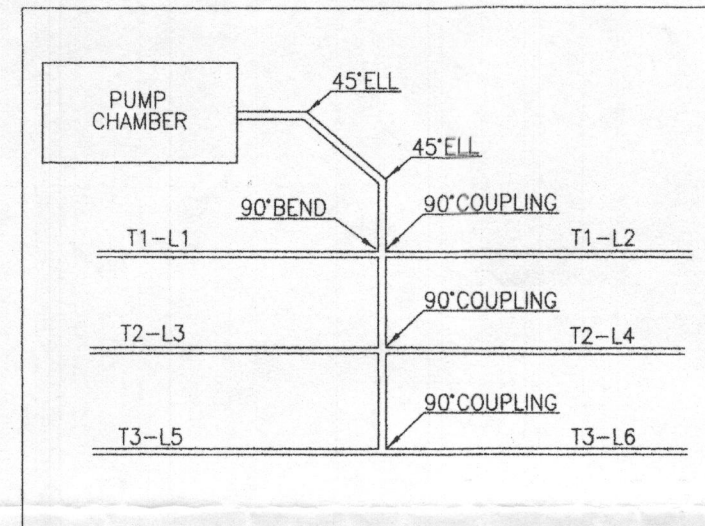 PUMP
CHAMBER
45°ELL
45°ELL
90°BEND
90°COUPLING
T1-L1
T1-L2
90°COUPLING
T2-L3
T2-L4
90°COUPLING
T3-L5
T3-L6